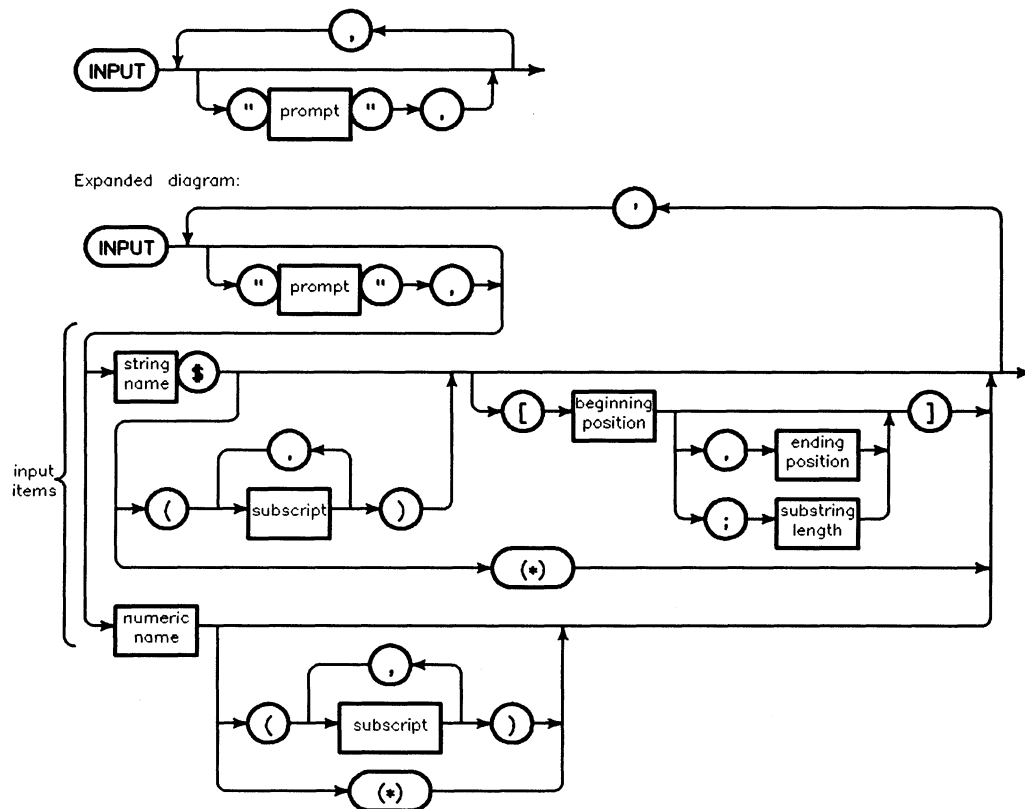 ,
INPUT
" prompt " ,
Expanded diagram:
,
INPUT
" prompt " ,
string
name $
[ beginning
position ]
, ending
position
; substring
length
input
items
,
( subscript )
(*)
numeric
name
,
( subscript )
(*)